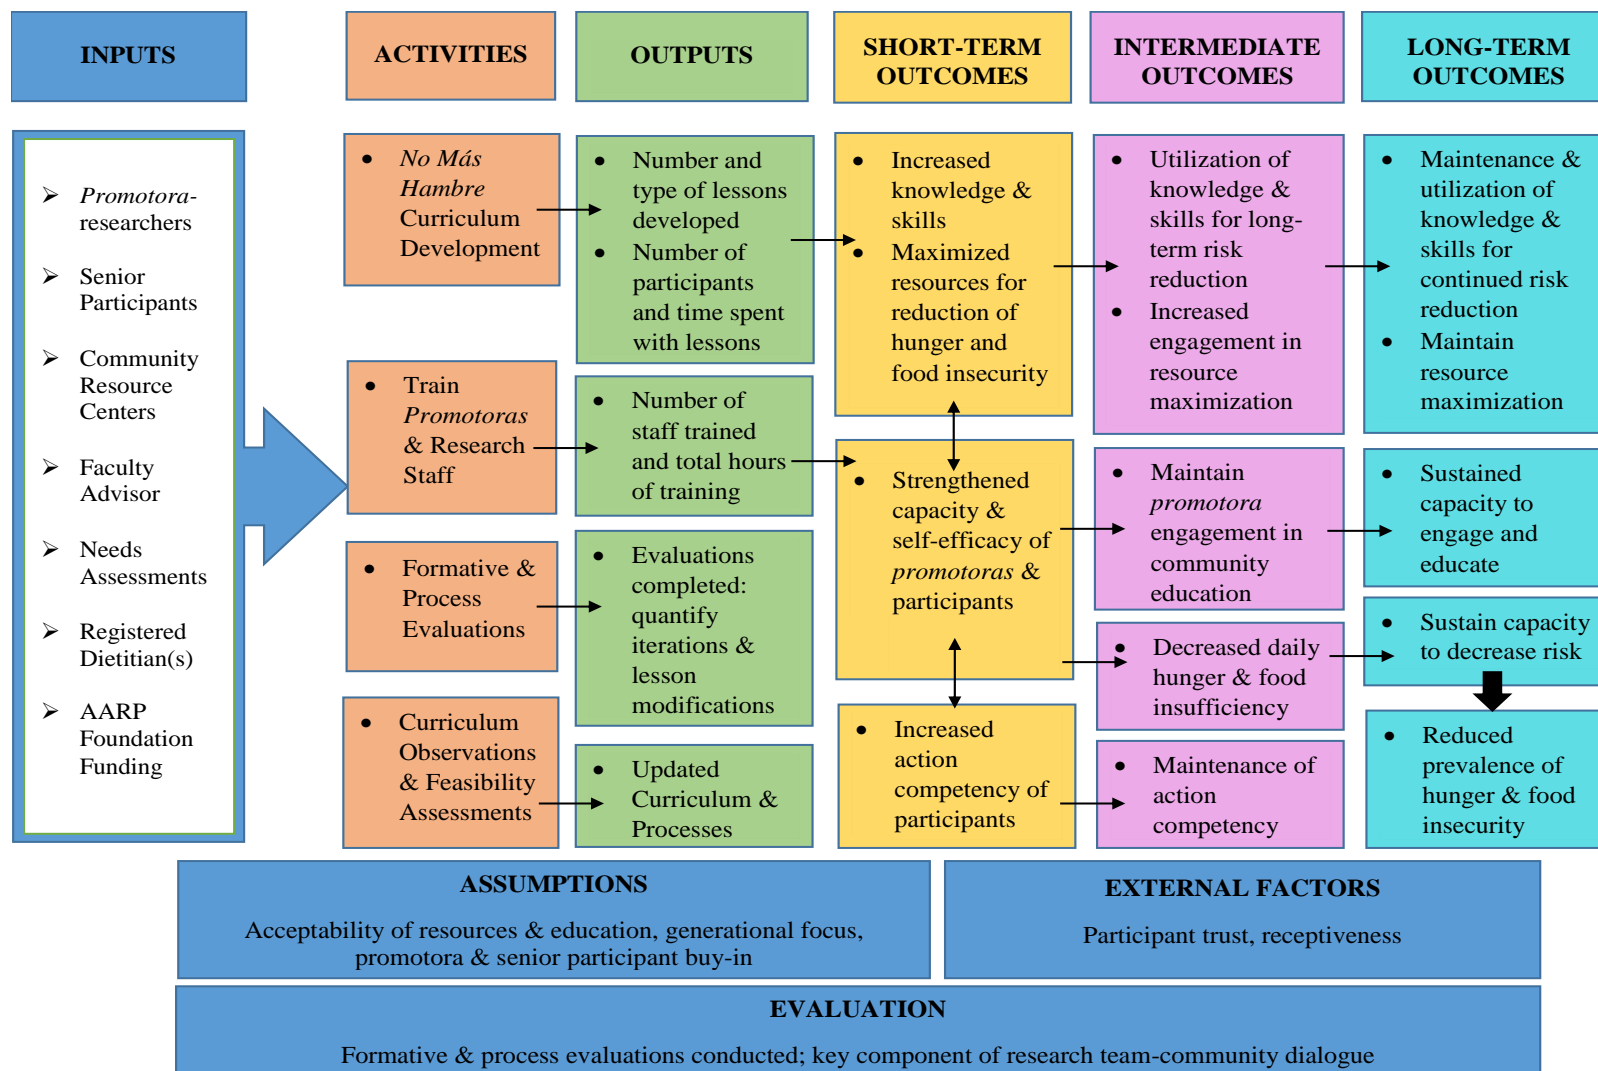 INPUTS
ACTIVITIES
OUTPUTS
SHORT-TERM
OUTCOMES
INTERMEDIATE
OUTCOMES
LONG-TERM
OUTCOMES
Promotora-
researchers
Senior
Participants
Community
Resource
Centers
Faculty
Advisor
Needs
Assessments
Registered
Dietitian(s)
AARP
Foundation
Funding
No Más
Hambre
Curriculum
Development
Train
Promotoras
& Research
Staff
Formative &
Process
Evaluations
Curriculum
Observations
& Feasibility
Assessments
Number and
type of lessons
developed
Number of
participants
and time spent
with lessons
Number of
staff trained
and total hours
of training
Evaluations
completed:
quantify
iterations &
lesson
modifications
Updated
Curriculum &
Processes
Increased
knowledge &
skills
Maximized
resources for
reduction of
hunger and
food insecurity
Strengthened
capacity &
self-efficacy of
promotoras &
participants
Increased
action
competency of
participants
Utilization of
knowledge &
skills for long-
term risk
reduction
Increased
engagement in
resource
maximization
Maintain
promotora
engagement in
community
education
Decreased daily
hunger & food
insufficiency
Maintenance of
action
competency
Maintenance &
utilization of
knowledge &
skills for
continued risk
reduction
Maintain
resource
maximization
Sustained
capacity to
engage and
educate
Sustain capacity
to decrease risk
Reduced
prevalence of
hunger & food
insecurity
ASSUMPTIONS
Acceptability of resources & education, generational focus,
promotora & senior participant buy-in
EXTERNAL FACTORS
Participant trust, receptiveness
EVALUATION
Formative & process evaluations conducted; key component of research team-community dialogue